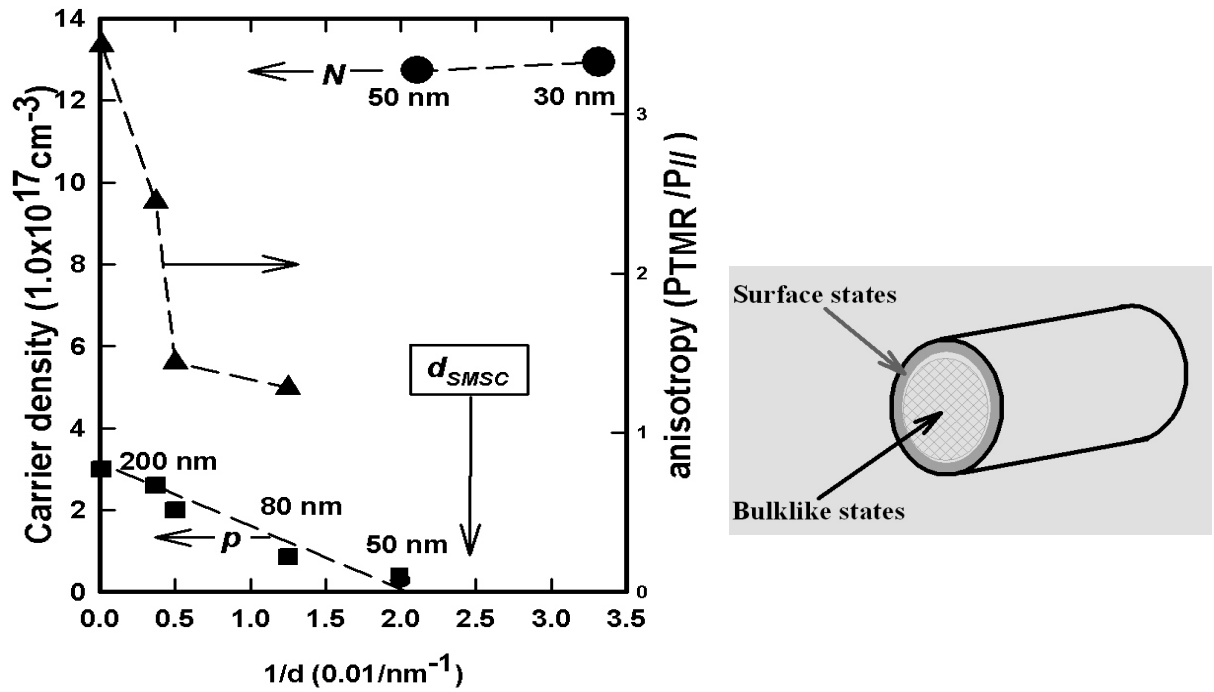 Carrier density (1.0x10^17 cm^-3)
14
12
10
8
6
4
2
0
N
50 nm
30 nm
d_SMSC
200 nm
80 nm
50 nm
p
0.0 0.5 1.0 1.5 2.0 2.5 3.0 3.5
1/d (0.01/nm^-1)
3
2
1
0
anisotropy (PTMR /P//)
Surface states
Bulklike states